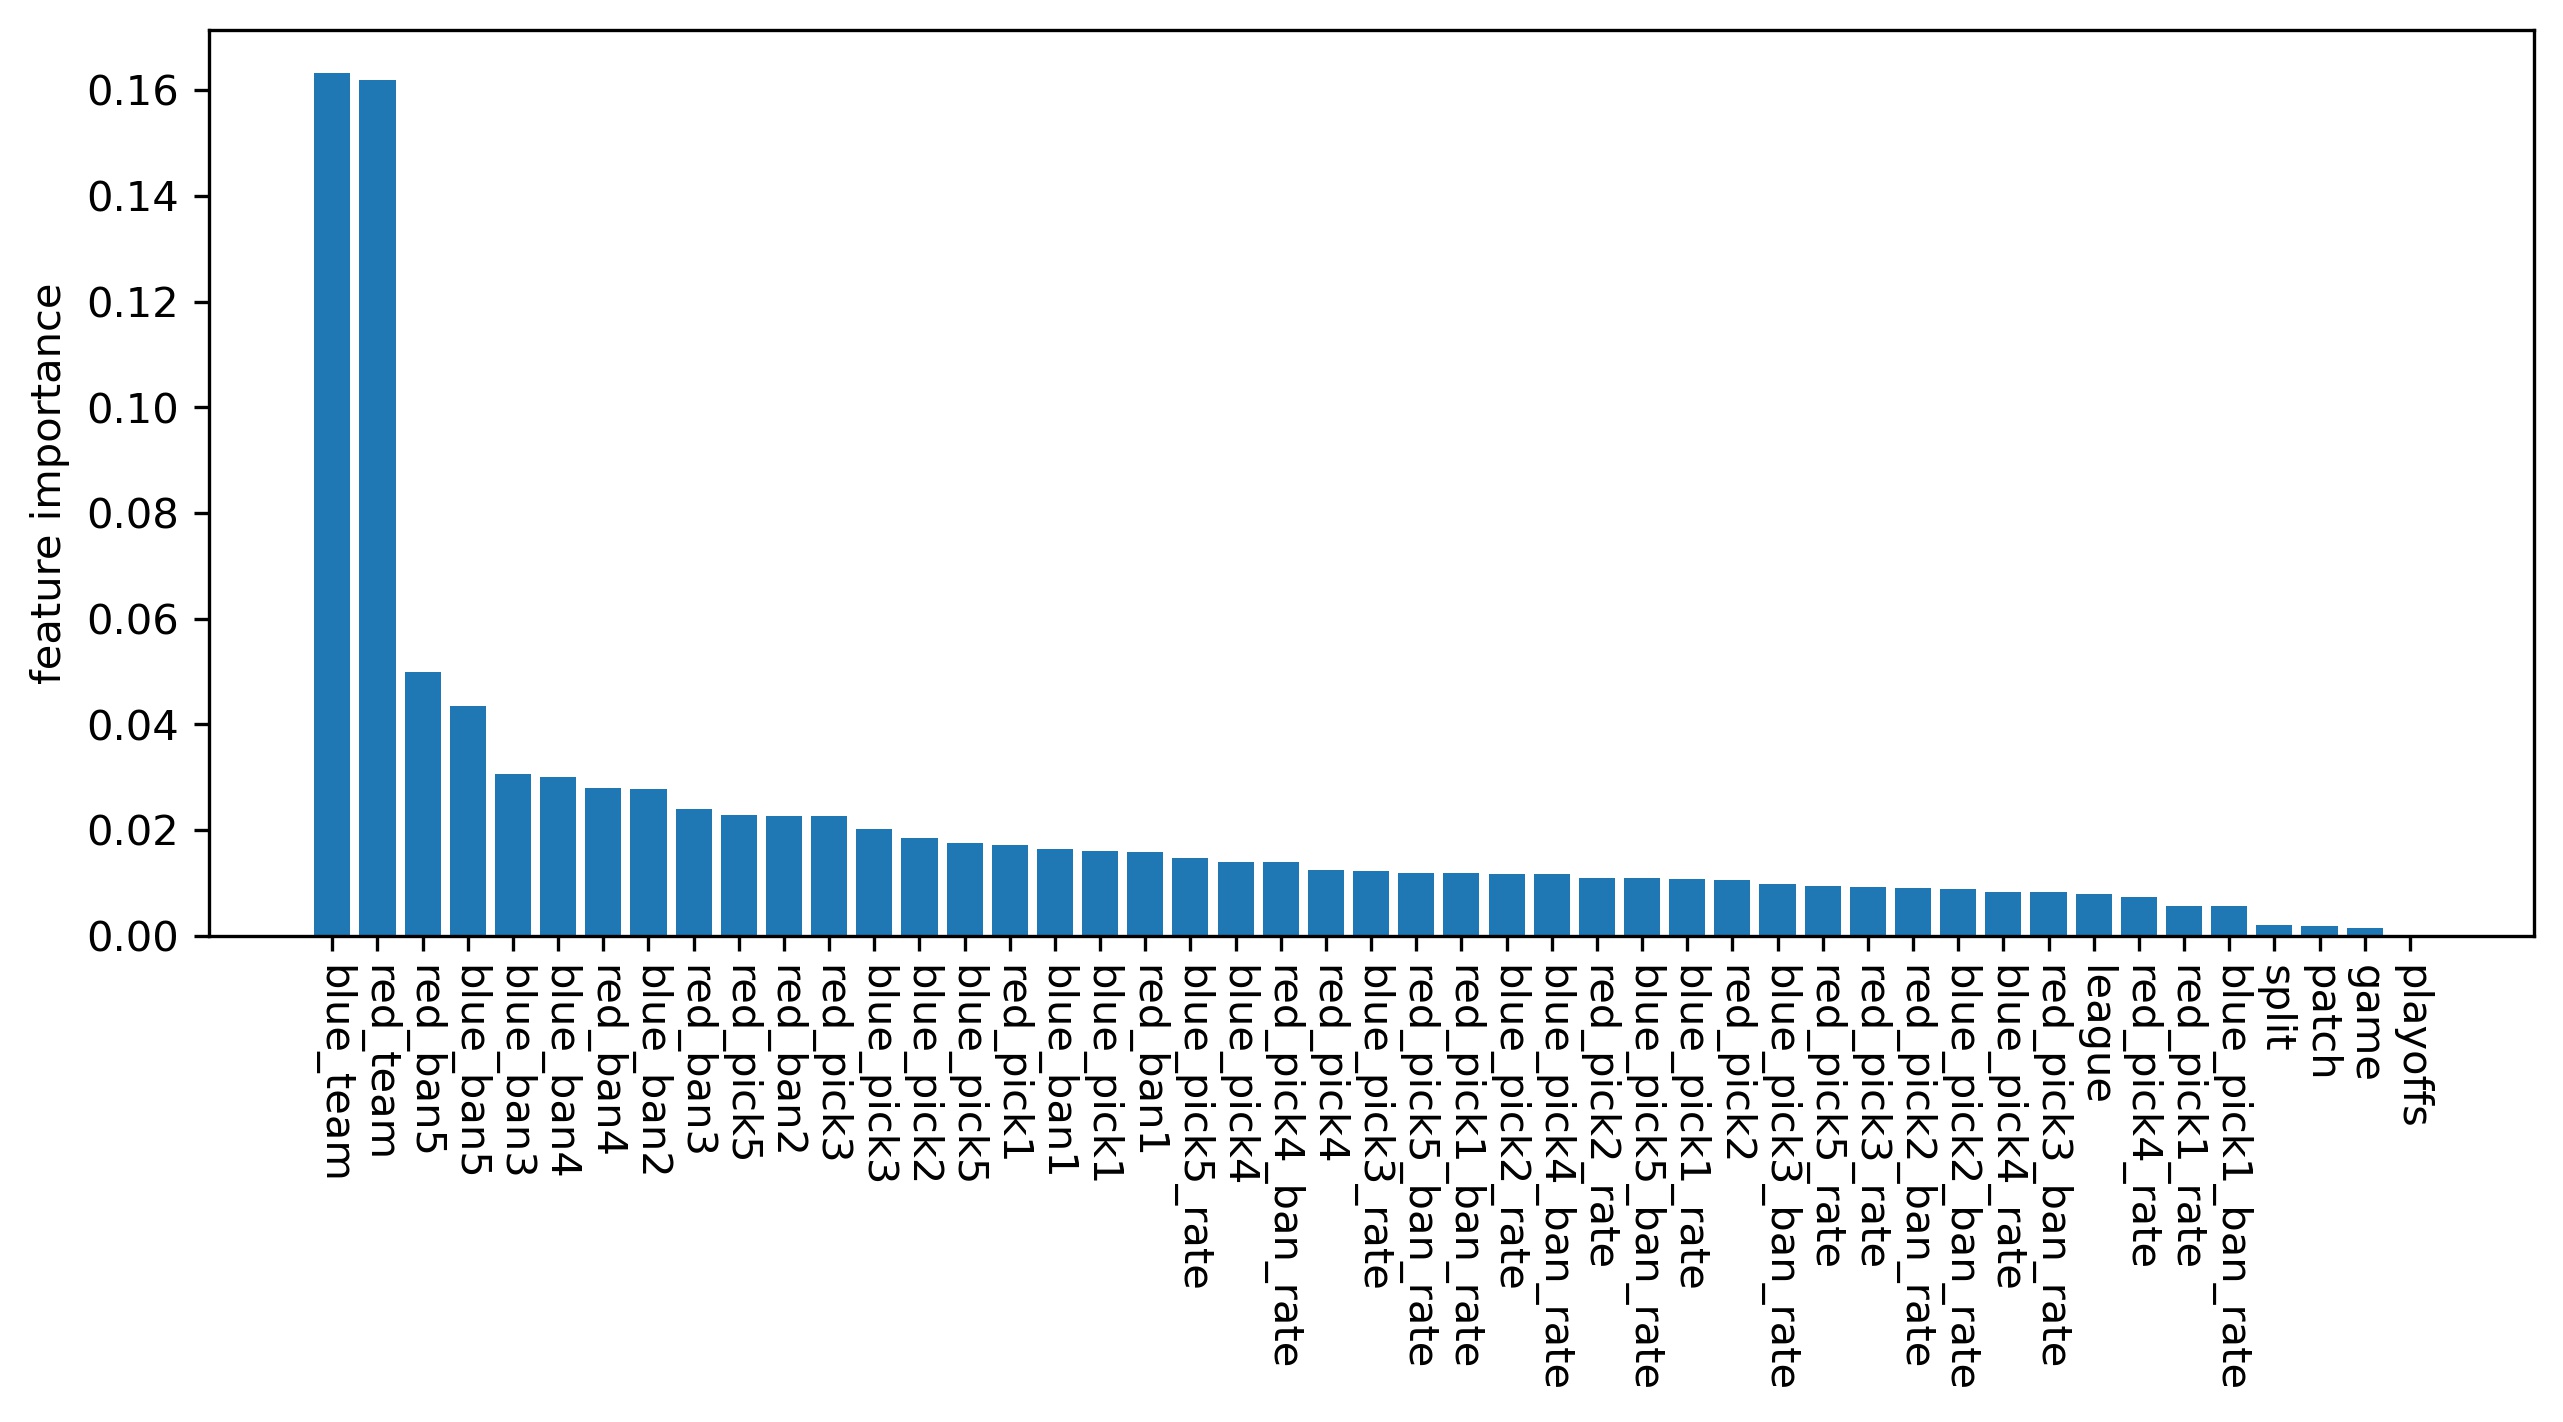 feature importance
0.16
0.14
0.12
0.10
0.08
0.06
0.04
0.02
0.00
blue_team
red_team
red_ban5
blue_ban5
blue_ban3
blue_ban4
red_ban4
blue_ban2
red_ban3
red_pick5
red_ban2
red_pick3
blue_pick3
blue_pick2
blue_pick5
red_pick1
blue_ban1
blue_pick1
red_ban1
blue_pick5_rate
blue_pick4
red_pick4_ban_rate
red_pick4
blue_pick3_rate
red_pick5_ban_rate
red_pick1_ban_rate
blue_pick2_rate
blue_pick4_ban_rate
red_pick2_rate
blue_pick5_ban_rate
blue_pick1_rate
red_pick2
blue_pick3_ban_rate
red_pick5_rate
red_pick3_rate
red_pick2_ban_rate
blue_pick2_ban_rate
blue_pick4_rate
red_pick3_ban_rate
league
red_pick4_rate
red_pick1_rate
blue_pick1_ban_rate
split
patch
game
playoffs